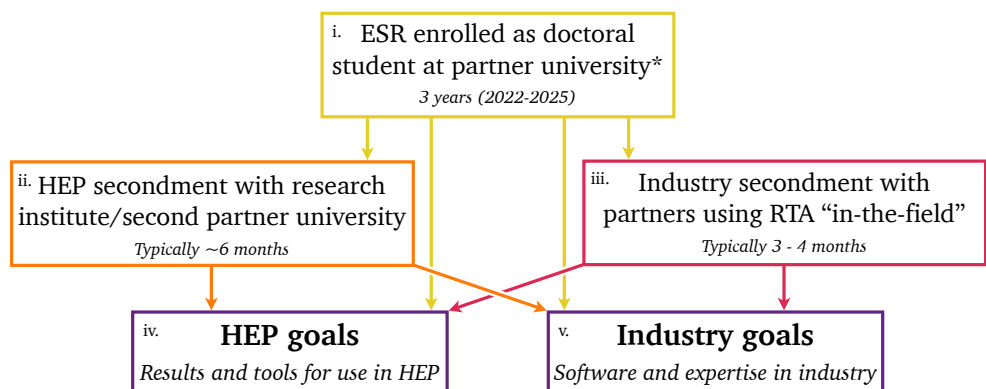 i. ESR enrolled as doctoral
student at partner university*
3 years (2022-2025)
ii. HEP secondment with research
institute/second partner university
Typically ~6 months
iii. Industry secondment with
partners using RTA “in-the-field”
Typically 3 - 4 months
iv. HEP goals
Results and tools for use in HEP
v. Industry goals
Software and expertise in industry